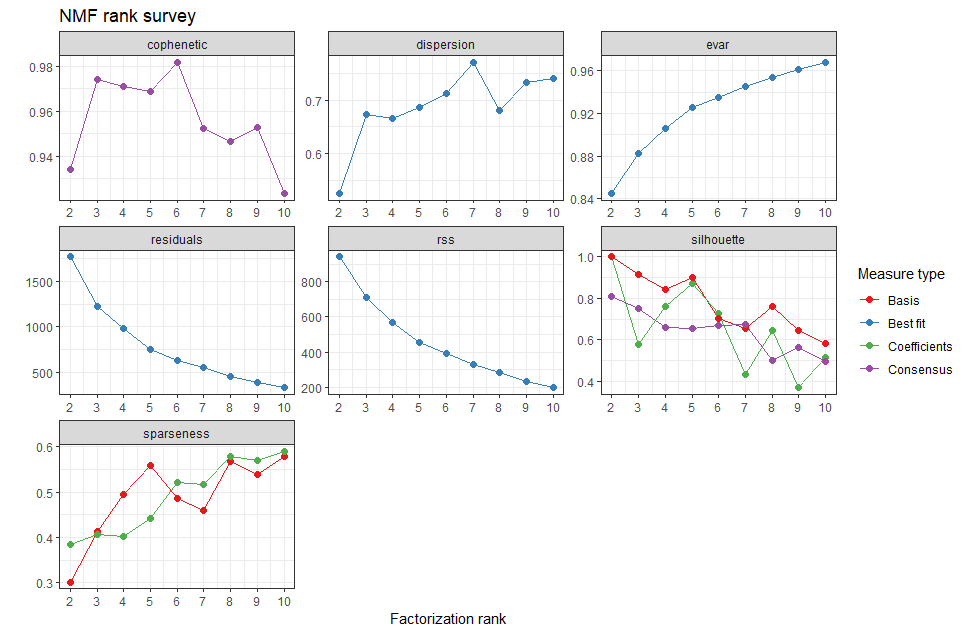 NMF rank survey
cophenetic
dispersion
evar
0.98
0.96
0.94
0.7
0.6
0.96
0.92
0.88
0.84
2 3 4 5 6 7 8 9 10
2 3 4 5 6 7 8 9 10
2 3 4 5 6 7 8 9 10
residuals
rss
silhouette
1500
1000
500
800
600
400
200
1.0
0.8
0.6
0.4
2 3 4 5 6 7 8 9 10
2 3 4 5 6 7 8 9 10
2 3 4 5 6 7 8 9 10
Measure type
Basis
Best fit
Coefficients
Consensus
sparseness
0.6
0.5
0.4
0.3
2 3 4 5 6 7 8 9 10
Factorization rank